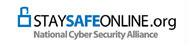 STAYSAFEONLINE.org
National Cyber Security Alliance